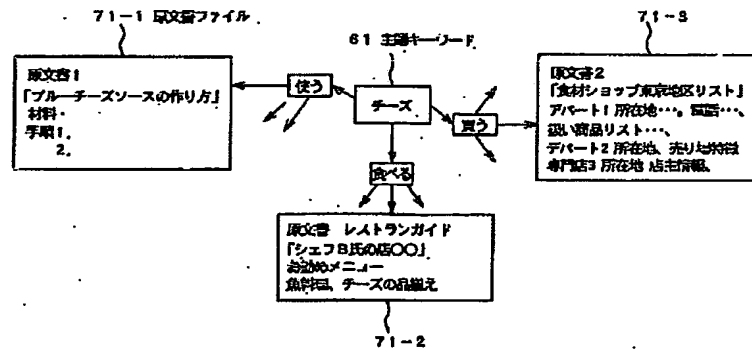 71-1 原文書ファイル
原文書1
「ブルーチーズソースの作り方」
材料・
手順1.
2.
使う
61 主題キーワード
チーズ
買う
食べる
71-3
原文書2
「食材ショップ東京地区リスト」
アパート1 所在地・・・。電話・・・、
扱い商品リスト・・・、
デパート2 所在地、売り場
専門店3 所在地 店主情報、
原文書 レストランガイド
「シェフB氏の店○○」
お勧めメニュー
魚料理、チーズの品揃え
71-2